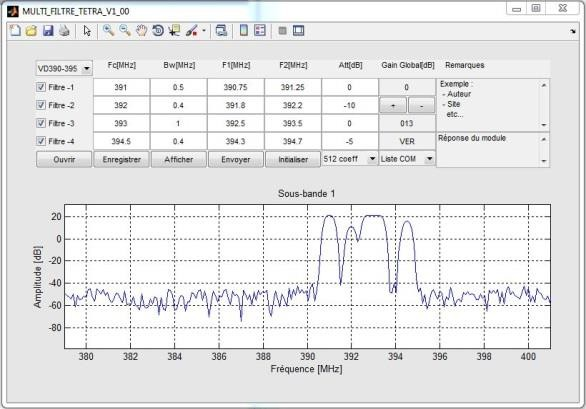 MULTI_FILTRE_TETRA_V1_00
VD390-395 Fc[MHz] Bw[MHz] F1[MHz] F2[MHz] Att[dB] Gain Global[dB] Remarques
Filtre -1 391 0.5 390.75 391.25 0 0
Filtre -2 392 0.4 391.8 392.2 -10 + -
Filtre -3 393 1 392.5 393.5 0 013
Filtre -4 394.5 0.4 394.3 394.7 -5 VER
Exemple :
- Auteur
- Site
etc...
Réponse du module
Ouvrir Enregistrer Afficher Envoyer Initialiser 512 coeff Liste COM
Sous-bande 1
Amplitude [dB]
20
0
-20
-40
-60
-80
380 382 384 386 388 390 392 394 396 398 400
Fréquence [MHz]